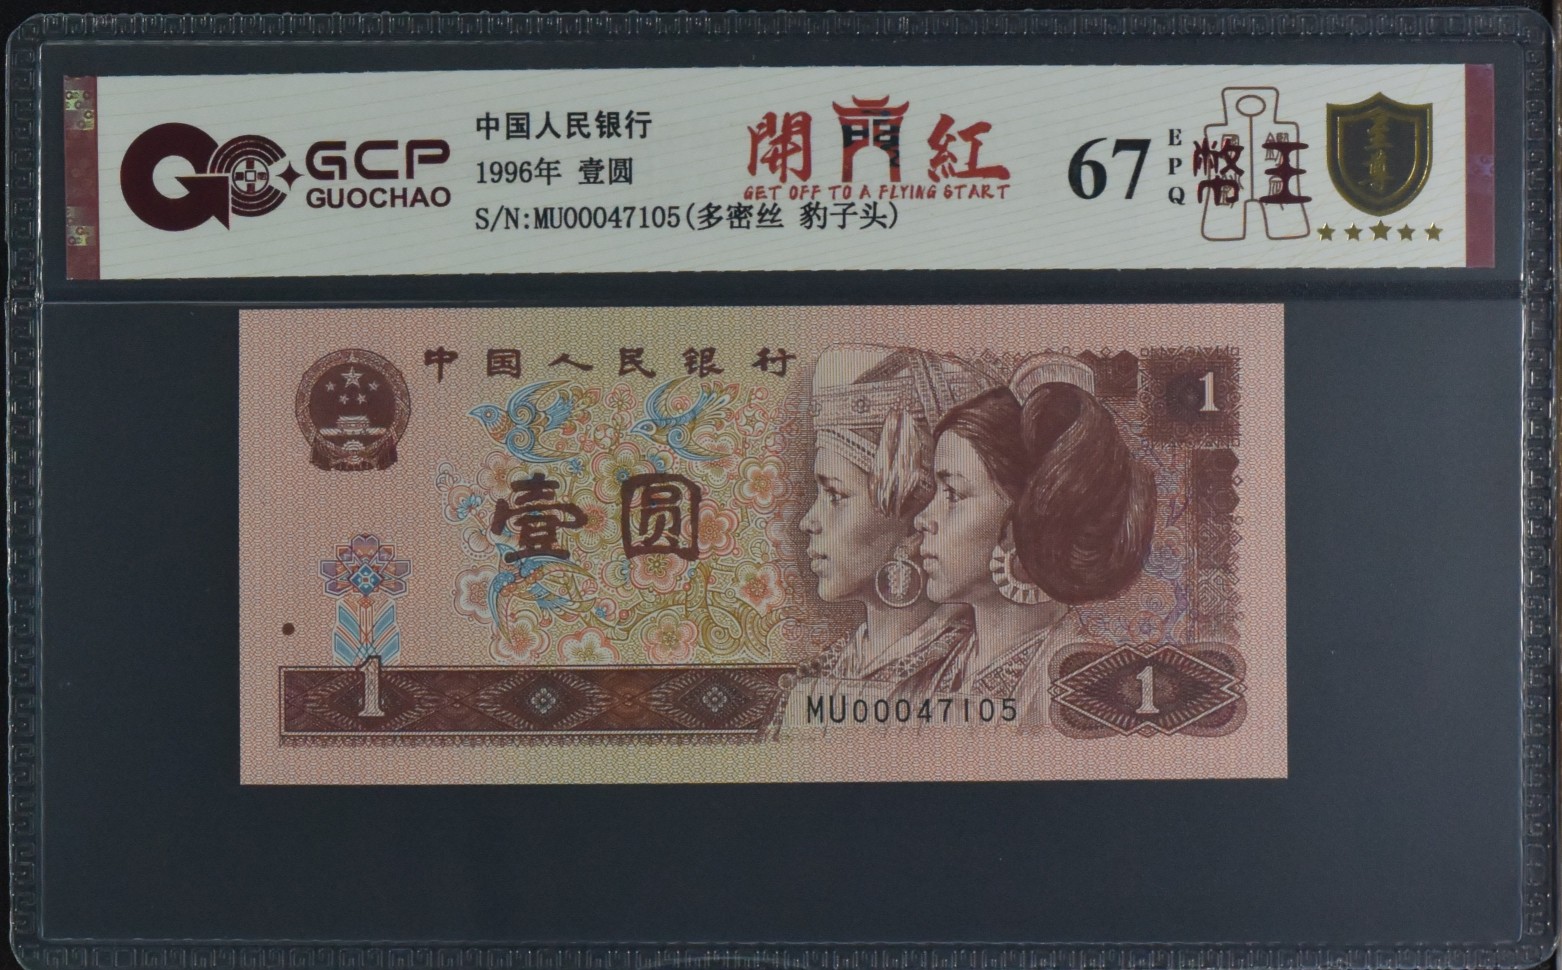 GCP
GUOCHAO
中国人民银行
1996年 壹圆
S/N:MU00047105(多密丝 豹子头)
開門紅
GET OFF TO A FLYING START
67
EPQ
幣王
至尊
中国人民银行
1
壹圆
1
MU00047105
1